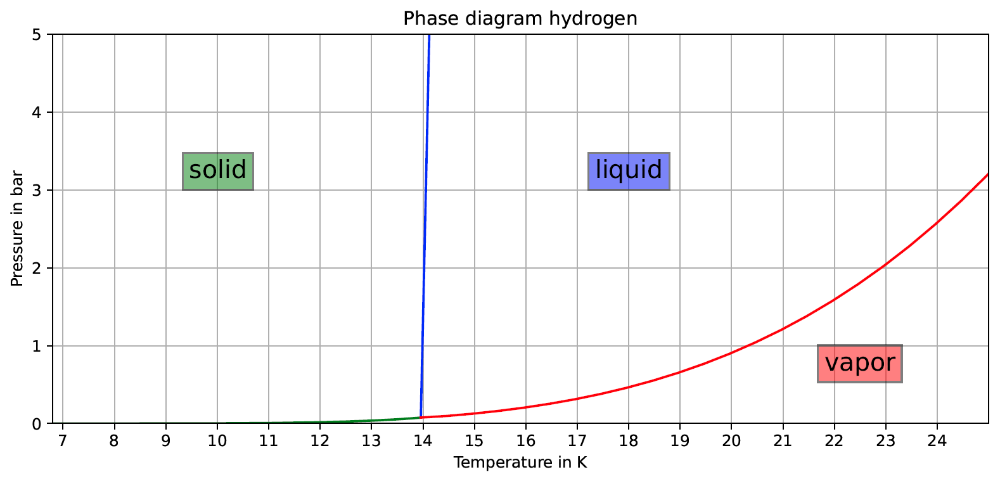 Phase diagram hydrogen
Pressure in bar
5
4
3
2
1
0
solid
liquid
vapor
7 8 9 10 11 12 13 14 15 16 17 18 19 20 21 22 23 24
Temperature in K